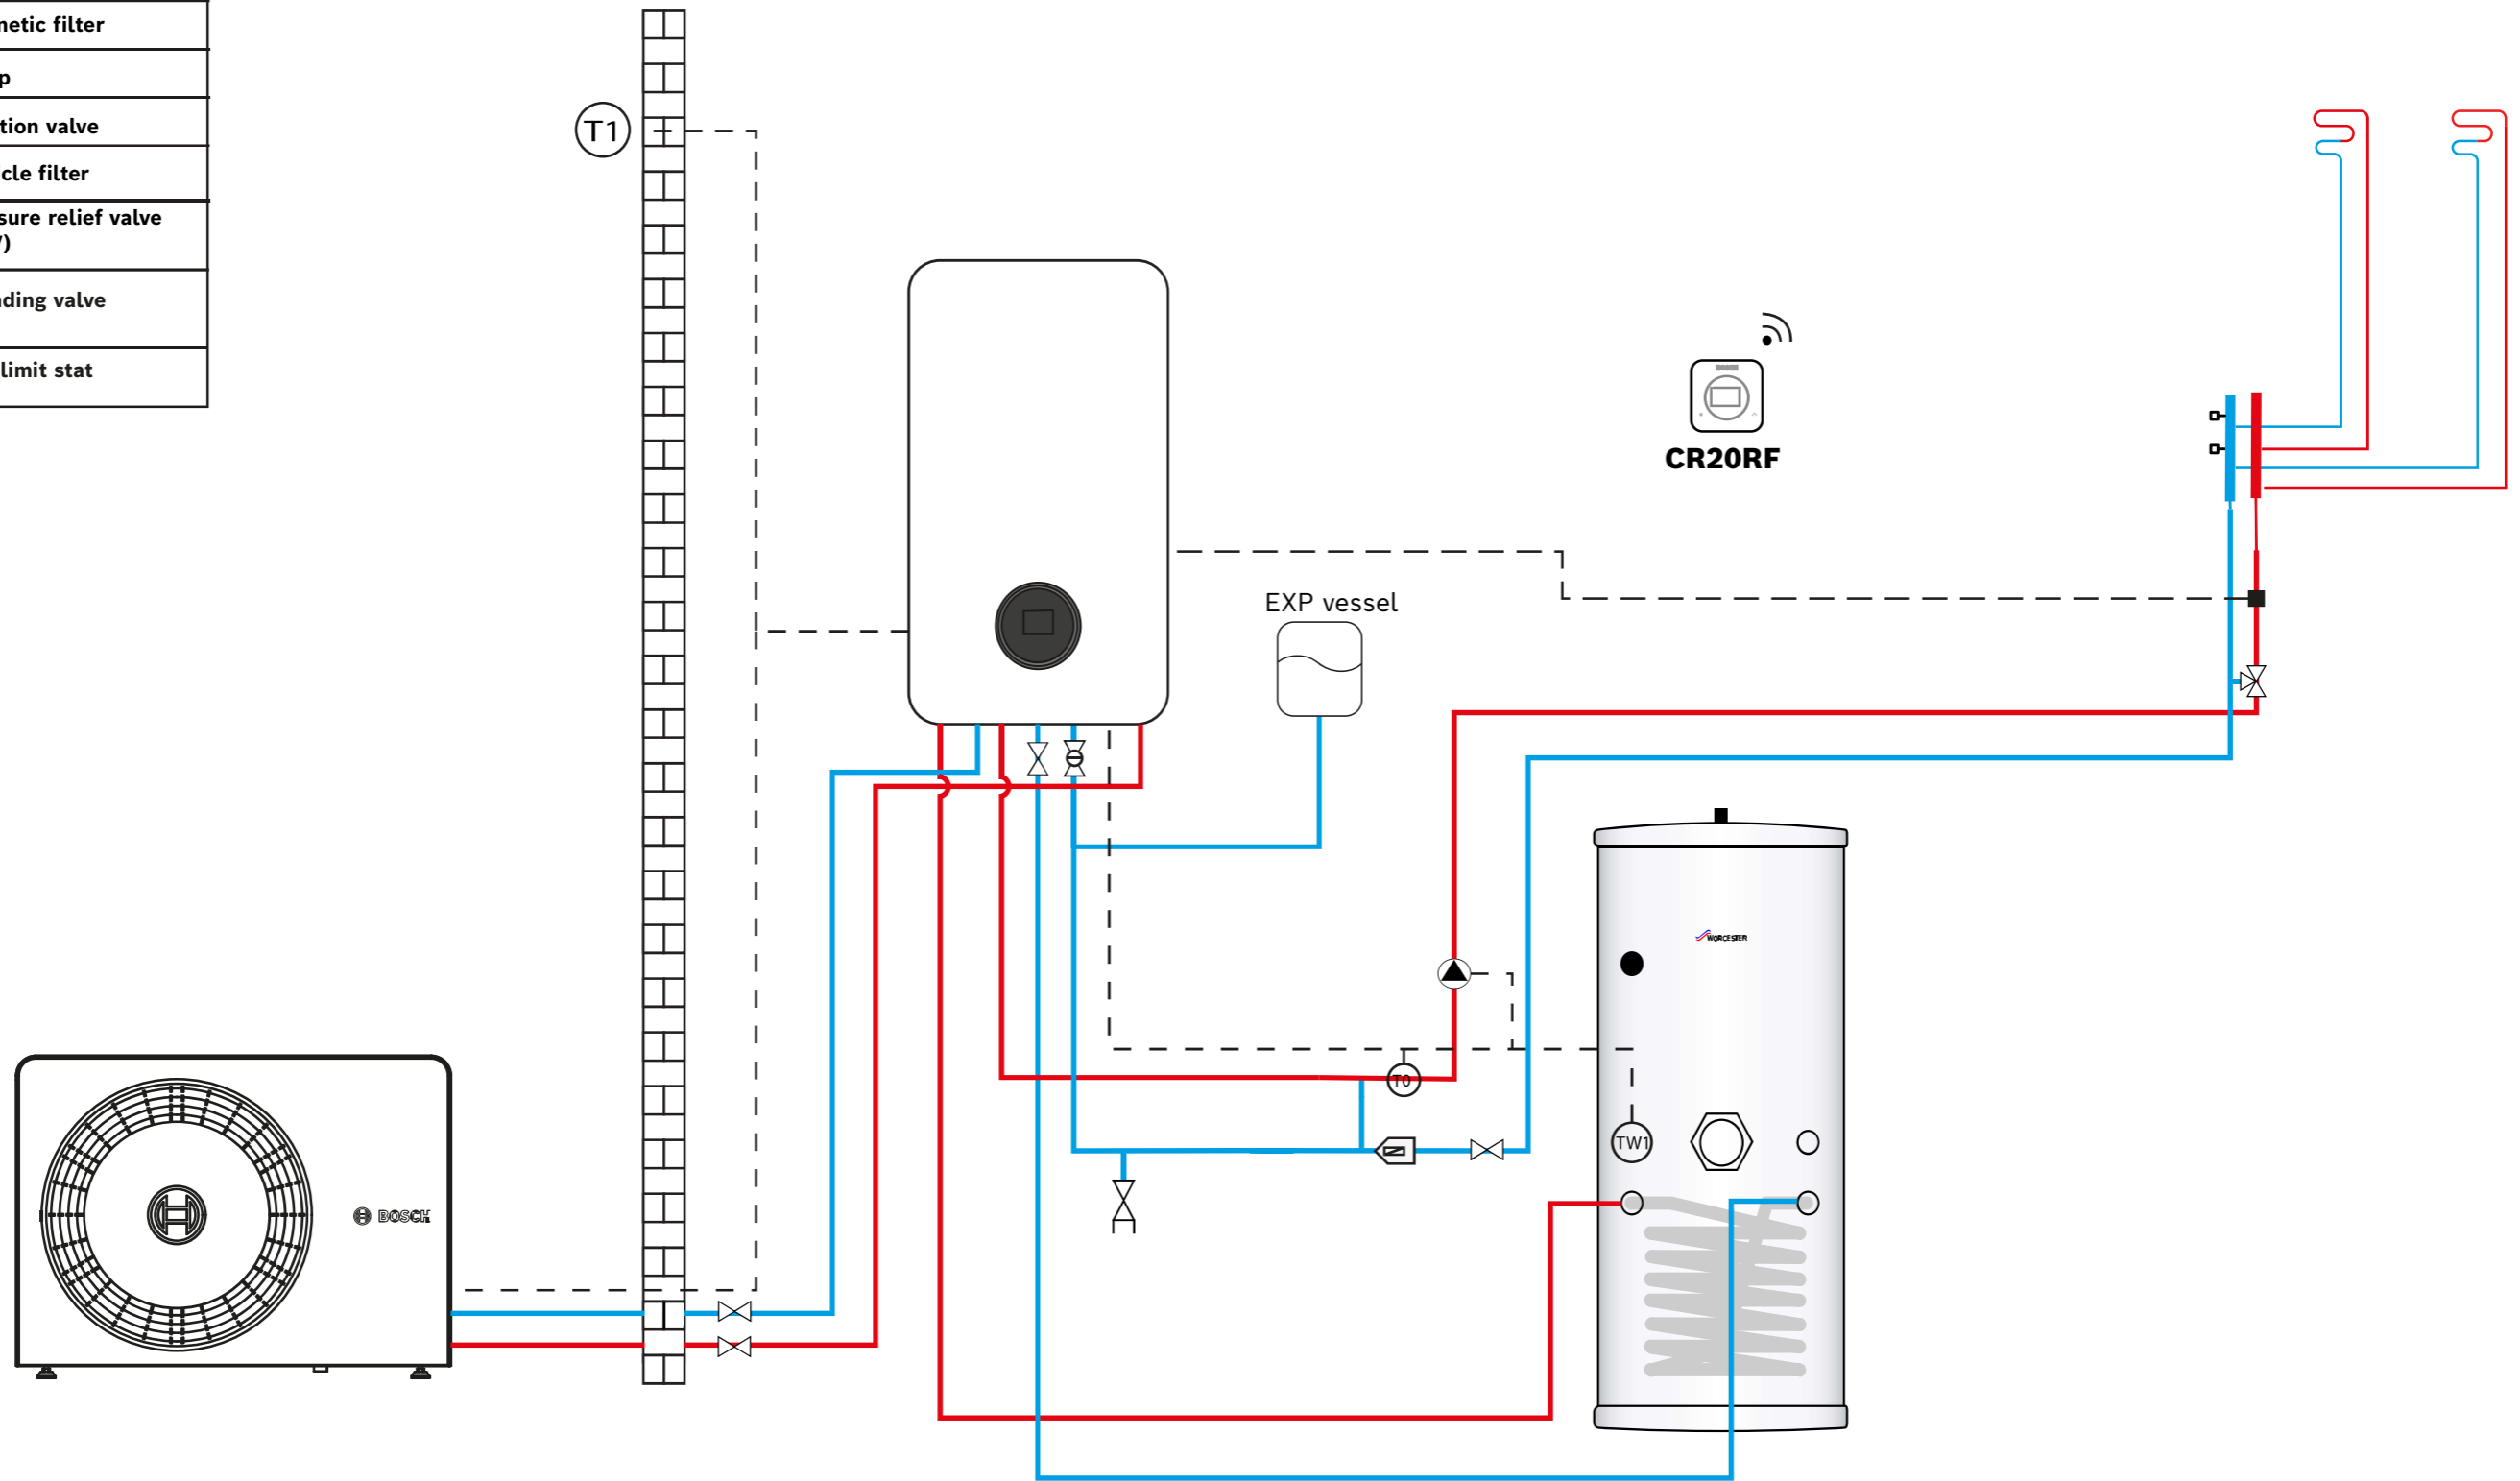 netic filter
p
tion valve
cle filter
sure relief valve
)
ding valve
limit stat
T1
CR20RF
EXP vessel
WORCESTER
T0
TW1
BOSCH